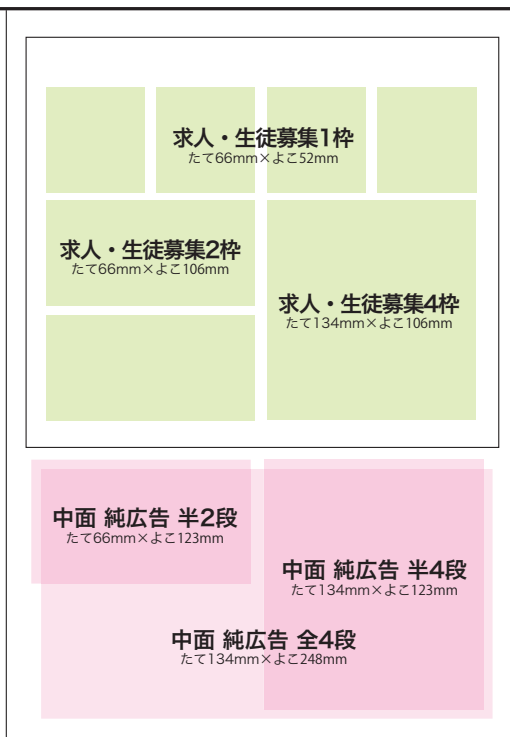 求人・生徒募集1枠
たて66mm×よこ52mm
求人・生徒募集2枠
たて66mm×よこ106mm
求人・生徒募集4枠
たて134mm×よこ106mm
中面 純広告 半2段
たて66mm×よこ123mm
中面 純広告 半4段
たて134mm×よこ123mm
中面 純広告 全4段
たて134mm×よこ248mm